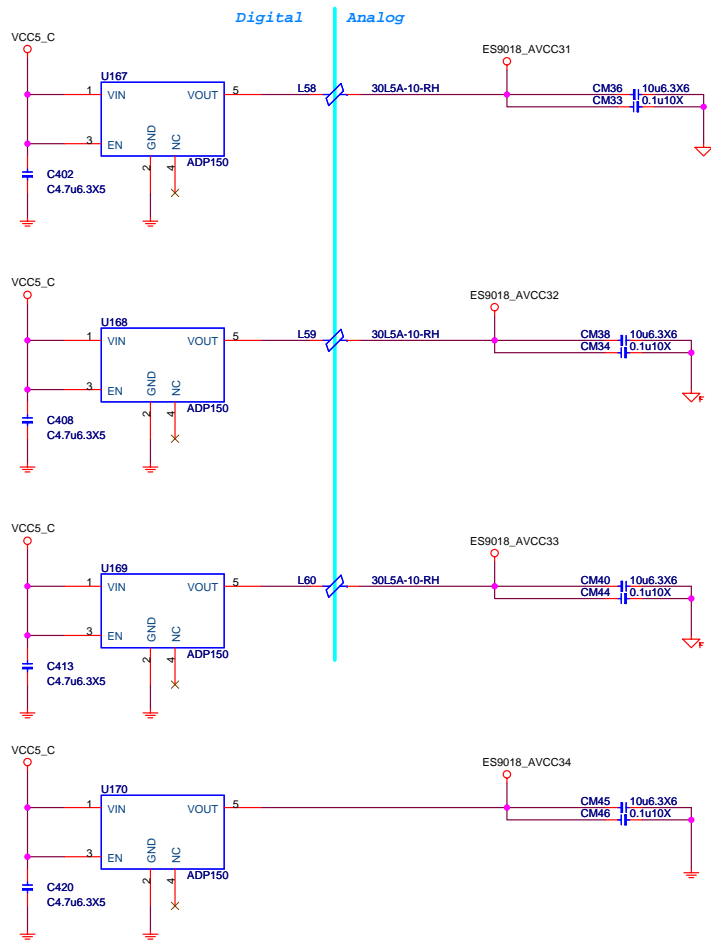 Digital Analog
VCC5_C
ES9018_AVCC31
U167
1 VIN VOUT 5 L58 30L5A-10-RH CM36 10u6.3X6
CM33 0.1u10X
3 EN GND NC
2 4 ADP150
C402
C4.7u6.3X5
VCC5_C
ES9018_AVCC32
U168
1 VIN VOUT 5 L59 30L5A-10-RH CM38 10u6.3X6
CM34 0.1u10X
3 EN GND NC
2 4 ADP150
F
C408
C4.7u6.3X5
VCC5_C
ES9018_AVCC33
U169
1 VIN VOUT 5 L60 30L5A-10-RH CM40 10u6.3X6
CM44 0.1u10X
3 EN GND NC
2 4 ADP150
F
C413
C4.7u6.3X5
VCC5_C
ES9018_AVCC34
U170
1 VIN VOUT 5 CM45 10u6.3X6
CM46 0.1u10X
3 EN GND NC
2 4 ADP150
C420
C4.7u6.3X5